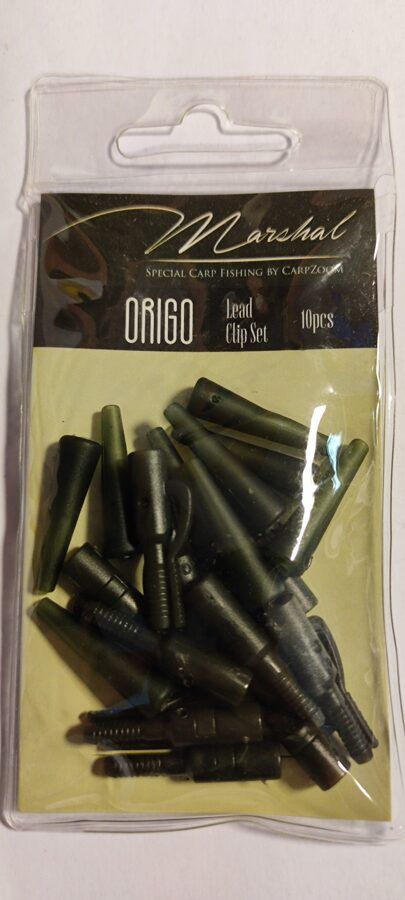 Marshal
Special Carp Fishing by CarpZoom
ORIGO
Lead
Clip Set
10pcs